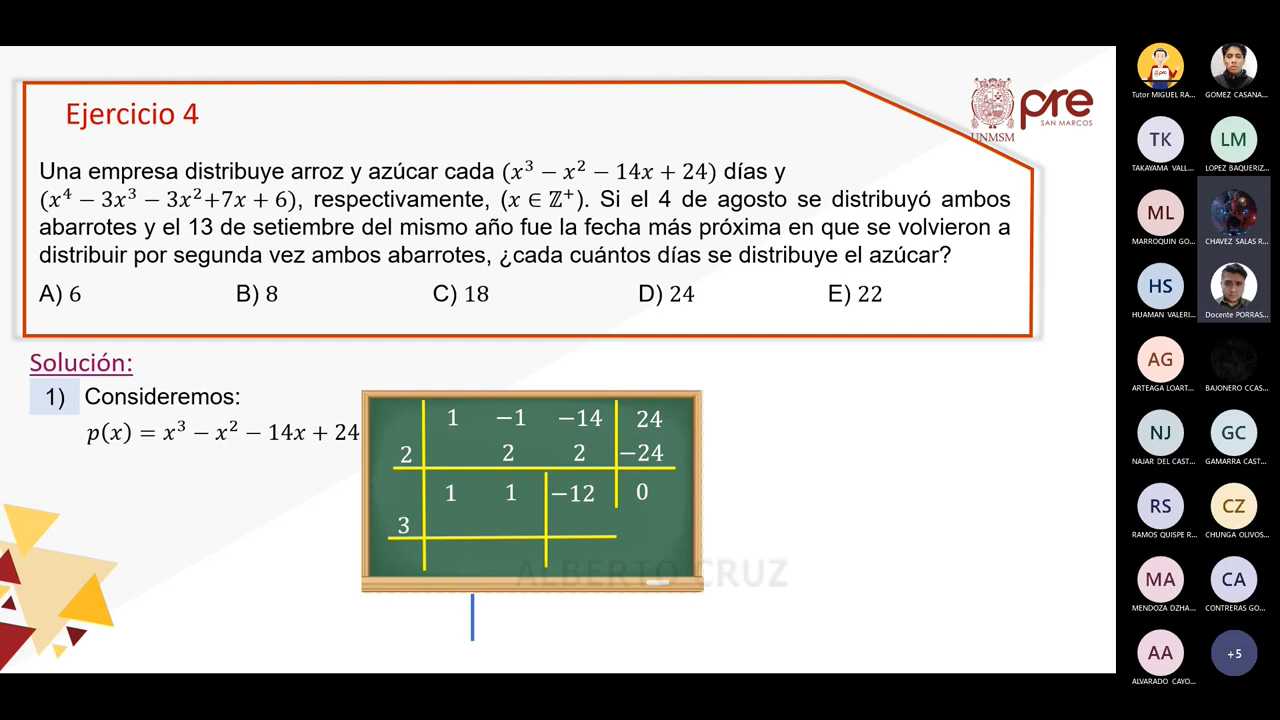 Ejercicio 4
UNMSM
pre
SAN MARCOS
Una empresa distribuye arroz y azúcar cada (x³ − x² − 14x + 24) días y
(x⁴ − 3x³ − 3x²+7x + 6), respectivamente, (x ∈ ℤ⁺). Si el 4 de agosto se distribuyó ambos
abarrotes y el 13 de setiembre del mismo año fue la fecha más próxima en que se volvieron a
distribuir por segunda vez ambos abarrotes, ¿cada cuántos días se distribuye el azúcar?
A) 6 B) 8 C) 18 D) 24 E) 22
Solución:
1) Consideremos:
p(x) = x³ − x² − 14x + 24
1 −1 −14 24
2 2 2 −24
1 1 −12 0
3
ALBERTO CRUZ
Tutor MIGUEL RA...
GOMEZ CASANA...
TK
LM
TAKAYAMA VALL...
LOPEZ BAQUERIZ...
ML
MARROQUIN GO...
CHAVEZ SALAS R...
HS
HUAMAN VALERI...
Docente PORRAS...
AG
ARTEAGA LOART...
BAJONERO CCAS...
NJ
GC
NAJAR DEL CAST...
GAMARRA CAST...
RS
CZ
RAMOS QUISPE R...
CHUNGA OLIVOS...
MA
CA
MENDOZA DZHA...
CONTRERAS GO...
AA
+5
ALVARADO CAYO...